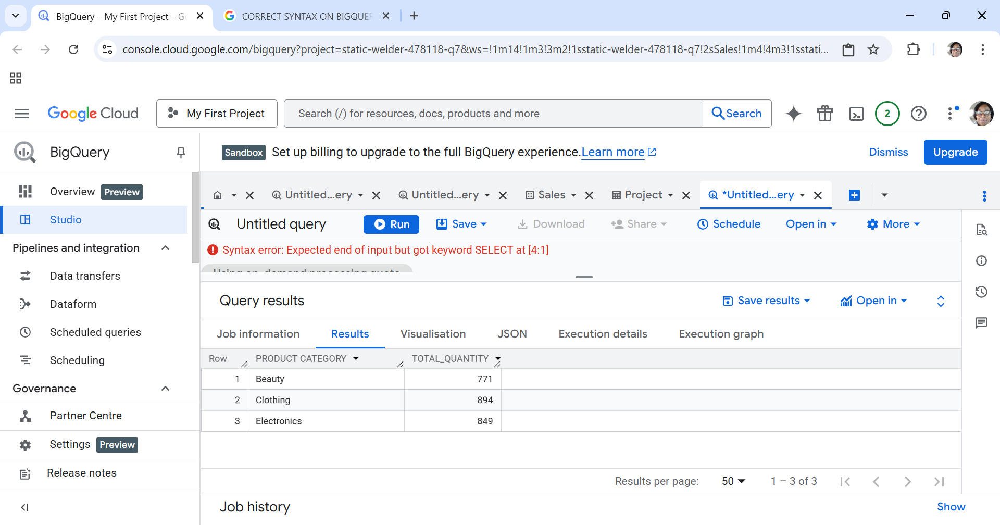 BigQuery – My First Project – Go
CORRECT SYNTAX ON BIGQUER
console.cloud.google.com/bigquery?project=static-welder-478118-q7&ws=!1m14!1m3!3m2!1sstatic-welder-478118-q7!2sSales!1m4!4m3!1sstati...
Google Cloud
My First Project
Search (/) for resources, docs, products and more
Search
2
BigQuery
Sandbox Set up billing to upgrade to the full BigQuery experience. Learn more
Dismiss
Upgrade
Overview Preview
Studio
Pipelines and integration
Data transfers
Dataform
Scheduled queries
Scheduling
Governance
Partner Centre
Settings Preview
Release notes
Untitled...ery
Untitled...ery
Sales
Project
*Untitled...ery
Untitled query
Run
Save
Download
Share
Schedule
Open in
More
Syntax error: Expected end of input but got keyword SELECT at [4:1]
Using on-demand processing quota
Query results
Save results
Open in
Job information
Results
Visualisation
JSON
Execution details
Execution graph
Row PRODUCT CATEGORY TOTAL_QUANTITY
1 Beauty 771
2 Clothing 894
3 Electronics 849
Results per page: 50 1 – 3 of 3
Job history
Show